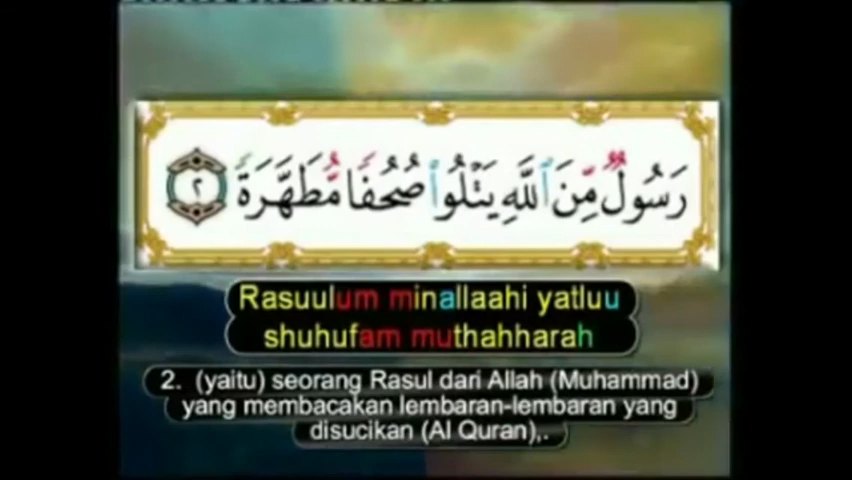 رَسُولٌ مِّنَ ٱللَّهِ يَتْلُوا۟ صُحُفًا مُّطَهَّرَةً ٢
Rasuulum minallaahi yatluu
shuhufam muthahharah
2. (yaitu) seorang Rasul dari Allah (Muhammad)
yang membacakan lembaran-lembaran yang
disucikan (Al Quran),.